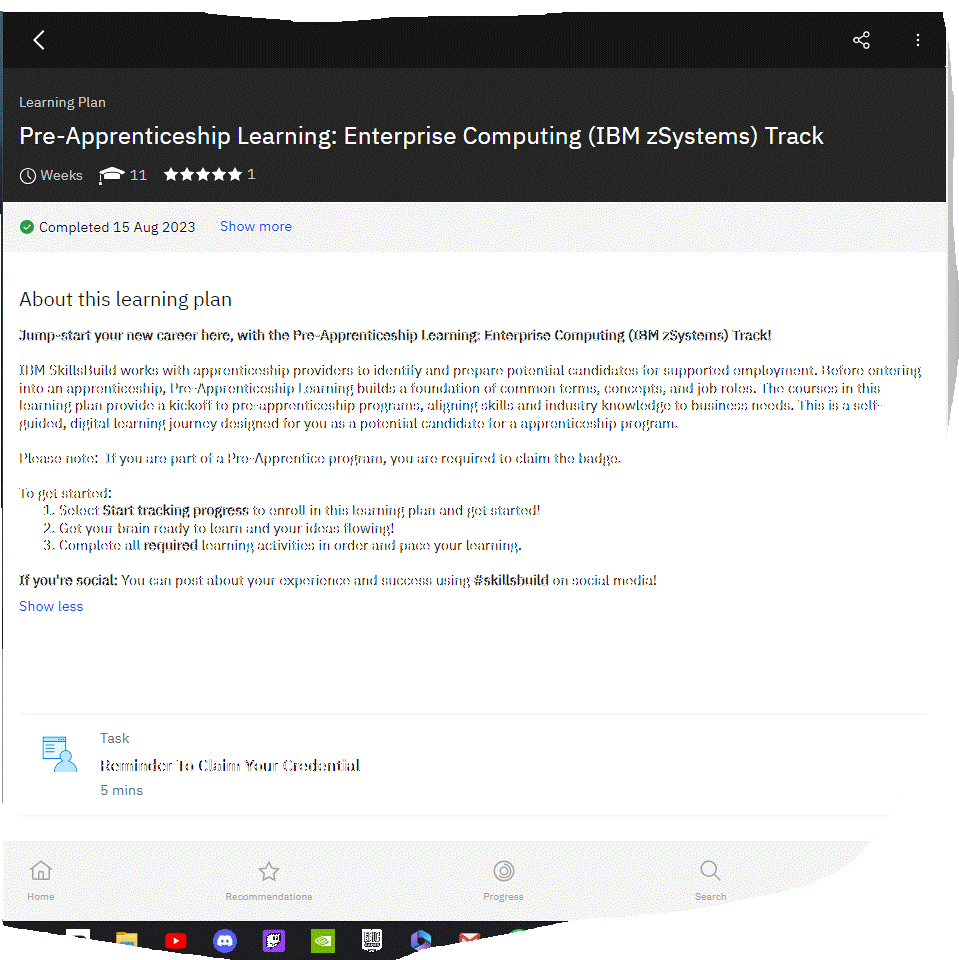 Learning Plan
Pre-Apprenticeship Learning: Enterprise Computing (IBM zSystems) Track
Weeks 11 1
Completed 15 Aug 2023 Show more
About this learning plan
Jump-start your new career here, with the Pre-Apprenticeship Learning: Enterprise Computing (IBM zSystems) Track!
IBM SkillsBuild works with apprenticeship providers to identify and prepare potential candidates for supported employment. Before entering
into an apprenticeship, Pre-Apprenticeship Learning builds a foundation of common terms, concepts, and job roles. The courses in this
learning plan provide a kickoff to pre-apprenticeship programs, aligning skills and industry knowledge to business needs. This is a self-
guided, digital learning journey designed for you as a potential candidate for a apprenticeship program.
Please note: If you are part of a Pre-Apprentice program, you are required to claim the badge.
To get started:
1. Select Start tracking progress to enroll in this learning plan and get started!
2. Get your brain ready to learn and your ideas flowing!
3. Complete all required learning activities in order and pace your learning.
If you're social: You can post about your experience and success using #skillsbuild on social media!
Show less
Task
Reminder To Claim Your Credential
5 mins
Home Recommendations Progress Search